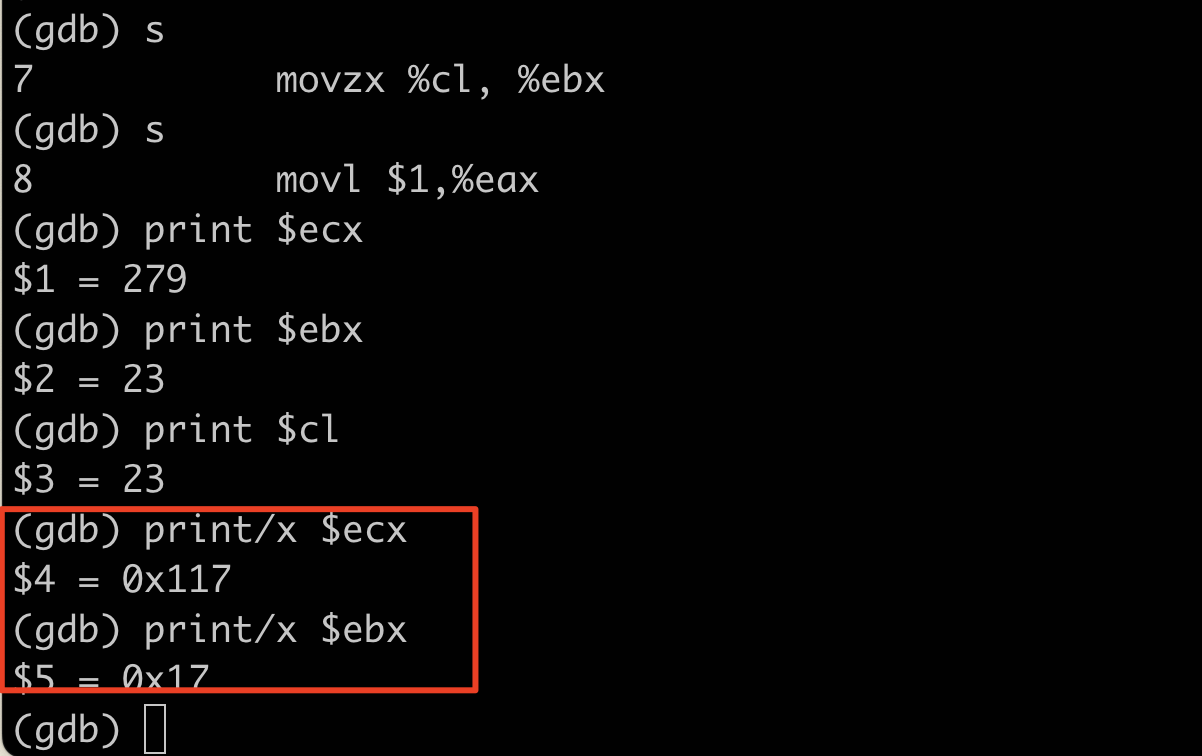 (gdb) s
7           movzx %cl, %ebx
(gdb) s
8           movl $1,%eax
(gdb) print $ecx
$1 = 279
(gdb) print $ebx
$2 = 23
(gdb) print $cl
$3 = 23
(gdb) print/x $ecx
$4 = 0x117
(gdb) print/x $ebx
$5 = 0x17
(gdb)